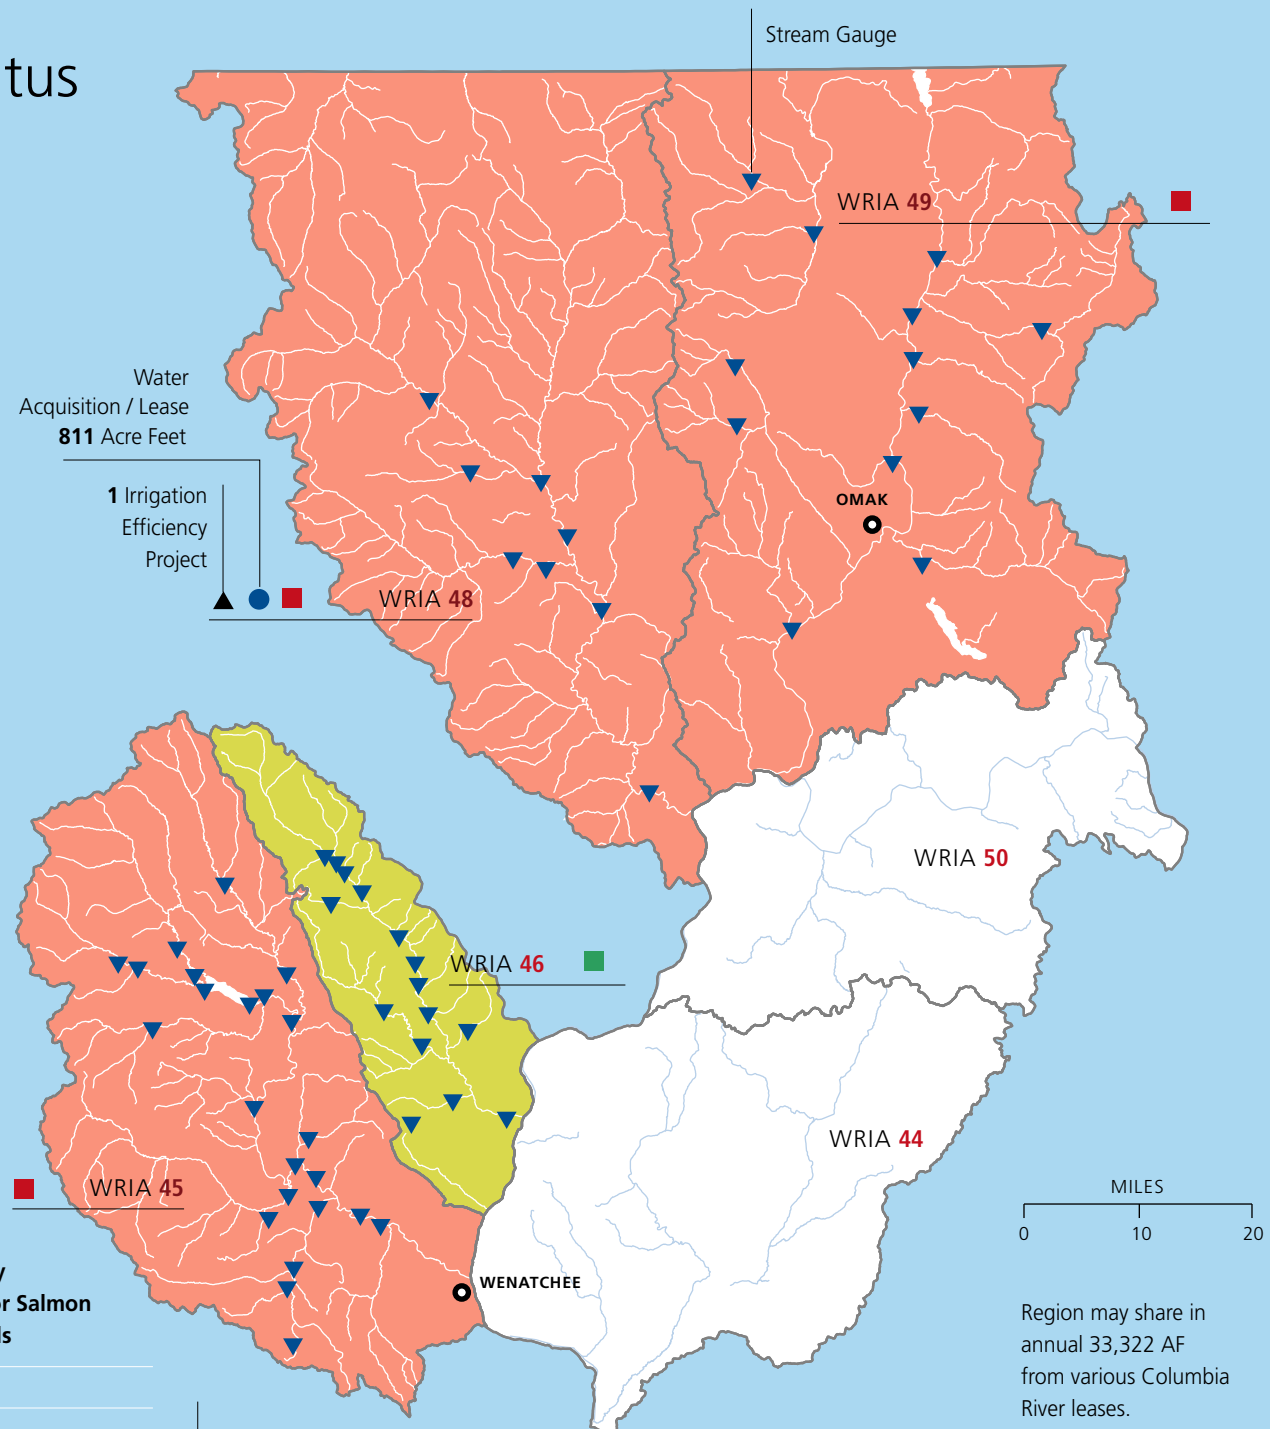 tus
Stream Gauge
WRIA 49
Water
Acquisition / Lease
811 Acre Feet
1 Irrigation
Efficiency
Project
OMAK
WRIA 48
WRIA 50
WRIA 46
WRIA 44
WRIA 45
MILES
0 10 20
WENATCHEE
or Salmon
Region may share in
annual 33,322 AF
from various Columbia
River leases.